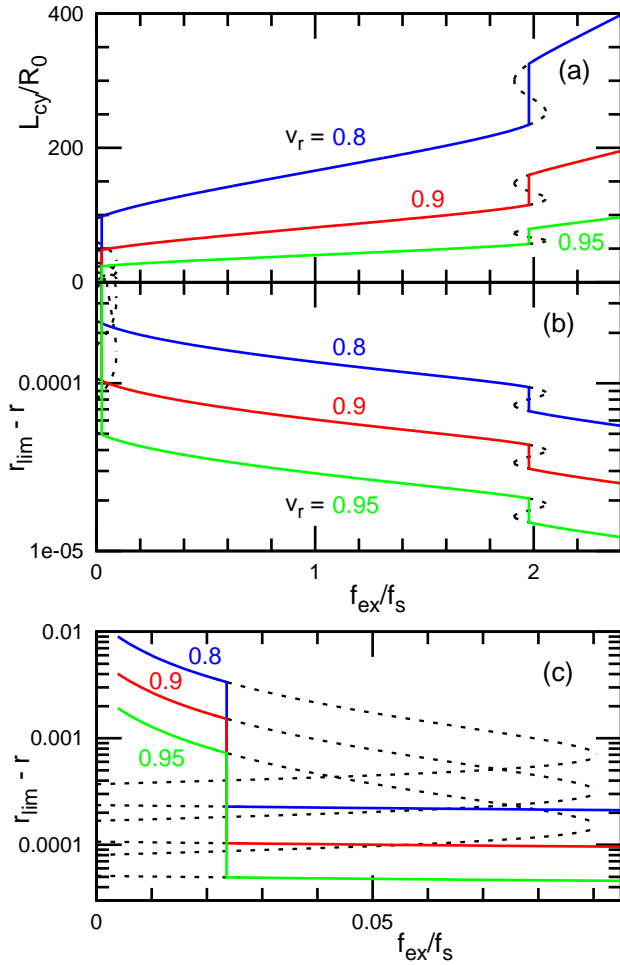 400
L_cy/R_0
(a)
v_r = 0.8
200
0.9
0.95
0
(b)
0.8
0.0001
0.9
r_lim - r
v_r = 0.95
1e-05
0 1 2
f_ex/f_s
0.01
0.8
(c)
0.9
0.001
0.95
r_lim - r
0.0001
0 0.05
f_ex/f_s